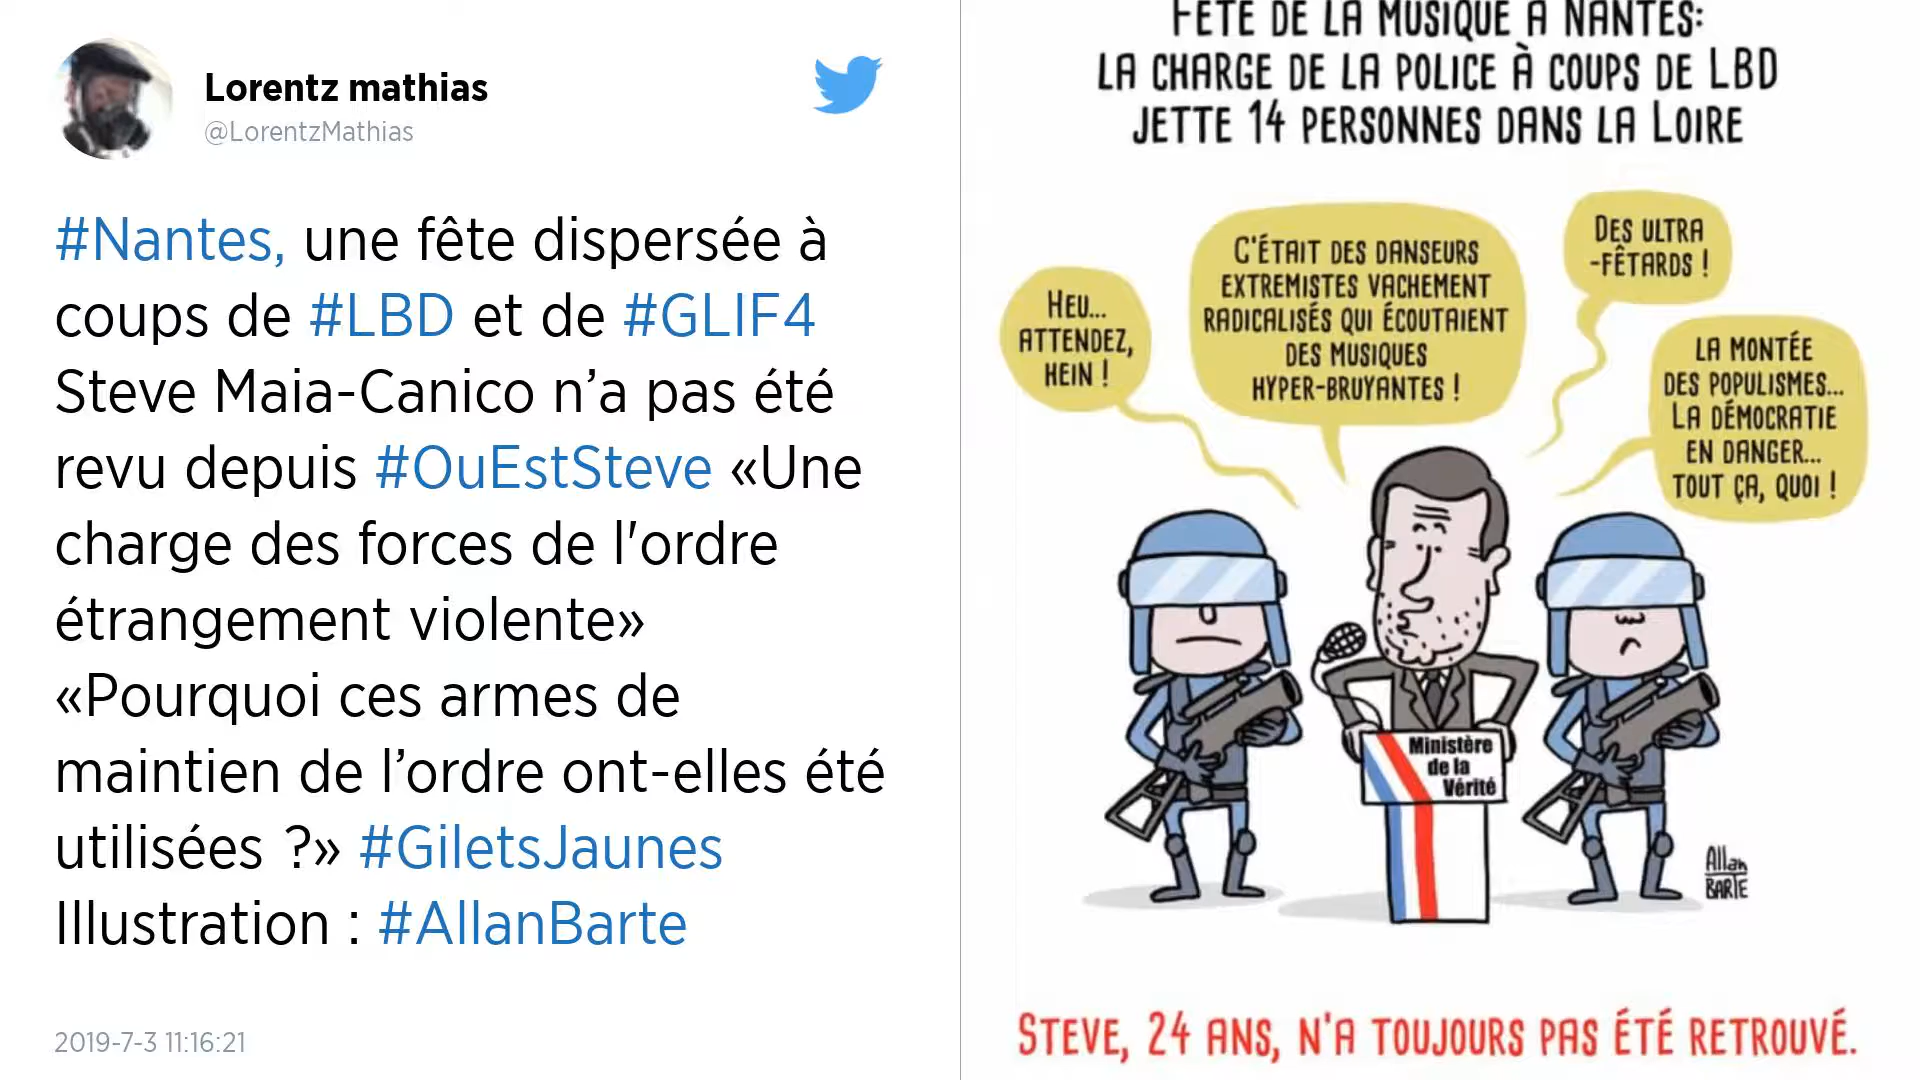 Lorentz mathias
@LorentzMathias
#Nantes, une fête dispersée à
coups de #LBD et de #GLIF4
Steve Maia-Canico n’a pas été
revu depuis #OuEstSteve «Une
charge des forces de l'ordre
étrangement violente»
«Pourquoi ces armes de
maintien de l’ordre ont-elles été
utilisées ?» #GiletsJaunes
Illustration : #AllanBarte
2019-7-3 11:16:21
FÊTE DE LA MUSIQUE À NANTES:
LA CHARGE DE LA POLICE À COUPS DE LBD
JETTE 14 PERSONNES DANS LA LOIRE
HEU...
ATTENDEZ,
HEIN !
C'ÉTAIT DES DANSEURS
EXTREMISTES VACHEMENT
RADICALISÉS QUI ÉCOUTAIENT
DES MUSIQUES
HYPER-BRUYANTES !
DES ULTRA
-FÊTARDS !
LA MONTÉE
DES POPULISMES...
LA DÉMOCRATIE
EN DANGER...
TOUT ÇA, QUOI !
Ministère
de la
Vérité
Allan
BARTE
STEVE, 24 ANS, N'A TOUJOURS PAS ÉTÉ RETROUVÉ.